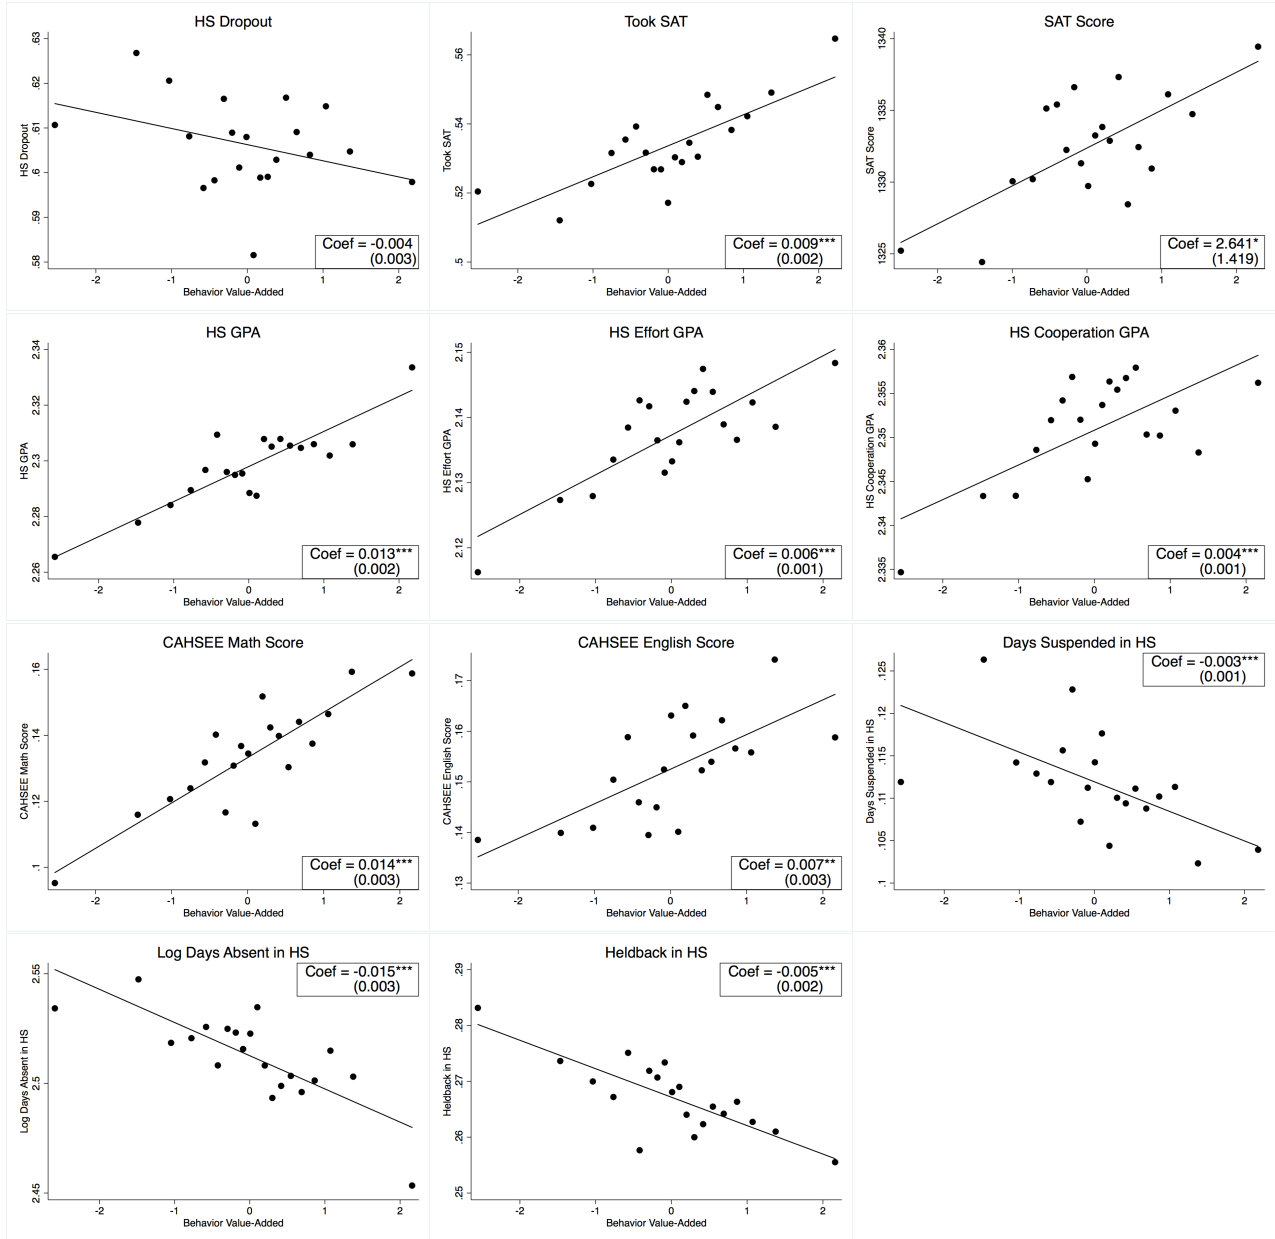 HS Dropout
HS Dropout
.63
.62
.61
.6
.59
.58
Coef = -0.004
(0.003)
-2 -1 0 1 2
Behavior Value-Added
Took SAT
Took SAT
.56
.54
.52
.5
Coef = 0.009***
(0.002)
-2 -1 0 1 2
Behavior Value-Added
SAT Score
SAT Score
1340
1335
1330
1325
Coef = 2.641*
(1.419)
-2 -1 0 1 2
Behavior Value-Added
HS GPA
HS GPA
2.34
2.32
2.3
2.28
2.26
Coef = 0.013***
(0.002)
-2 -1 0 1 2
Behavior Value-Added
HS Effort GPA
HS Effort GPA
2.15
2.14
2.13
2.12
Coef = 0.006***
(0.001)
-2 -1 0 1 2
Behavior Value-Added
HS Cooperation GPA
HS Cooperation GPA
2.36
2.355
2.35
2.345
2.34
2.335
Coef = 0.004***
(0.001)
-2 -1 0 1 2
Behavior Value-Added
CAHSEE Math Score
CAHSEE Math Score
.16
.14
.12
.1
Coef = 0.014***
(0.003)
-2 -1 0 1 2
Behavior Value-Added
CAHSEE English Score
CAHSEE English Score
.17
.16
.15
.14
.13
Coef = 0.007**
(0.003)
-2 -1 0 1 2
Behavior Value-Added
Days Suspended in HS
Days Suspended in HS
.125
.12
.115
.11
.105
.1
Coef = -0.003***
(0.001)
-2 -1 0 1 2
Behavior Value-Added
Log Days Absent in HS
Log Days Absent in HS
2.55
2.5
2.45
Coef = -0.015***
(0.003)
-2 -1 0 1 2
Behavior Value-Added
Heldback in HS
Heldback in HS
.29
.28
.27
.26
.25
Coef = -0.005***
(0.002)
-2 -1 0 1 2
Behavior Value-Added